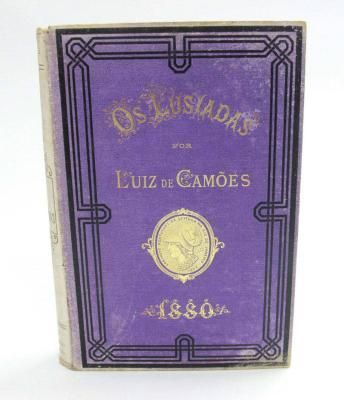 OS LUSIADAS
POR
LUIZ DE CAMÕES
1880